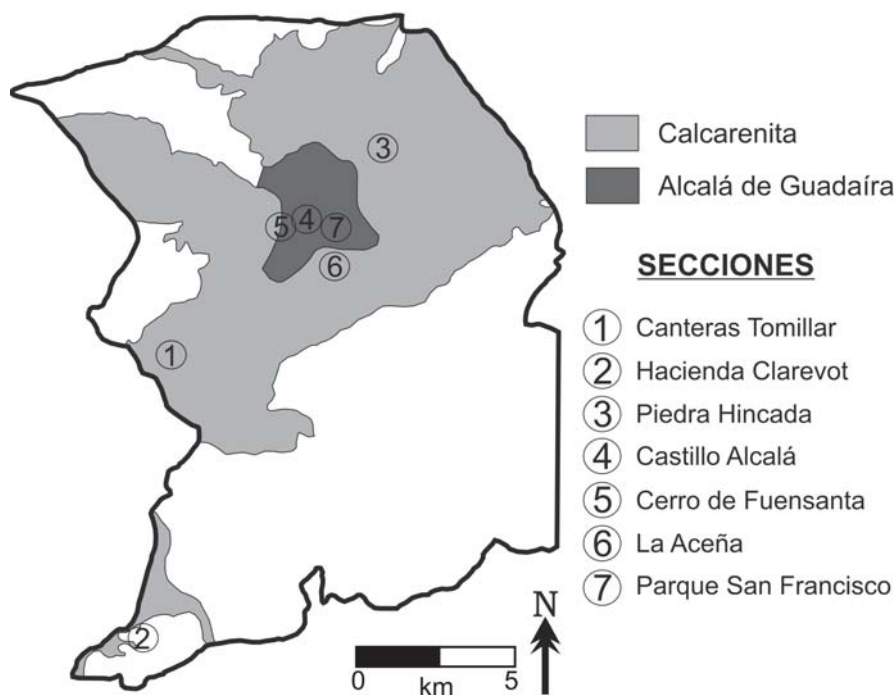 3
5 4 7
6
1
2
Calcarenita
Alcalá de Guadaíra
SECCIONES
1 Canteras Tomillar
2 Hacienda Clarevot
3 Piedra Hincada
4 Castillo Alcalá
5 Cerro de Fuensanta
6 La Aceña
7 Parque San Francisco
N
0 5
km